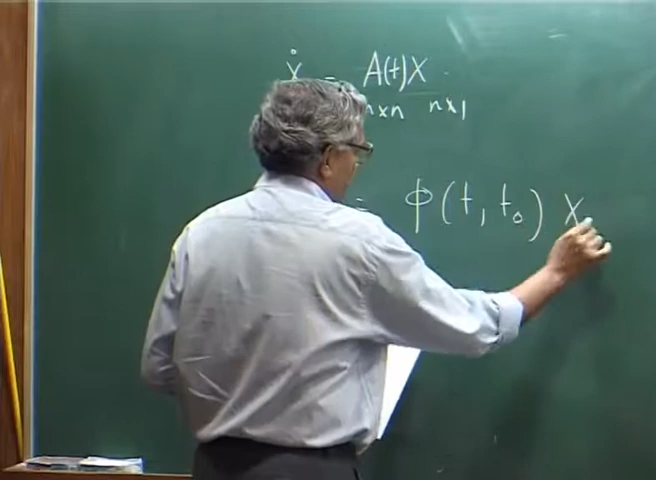 ẋ = A(t)x
nxn nx1
= φ(t, t₀) x